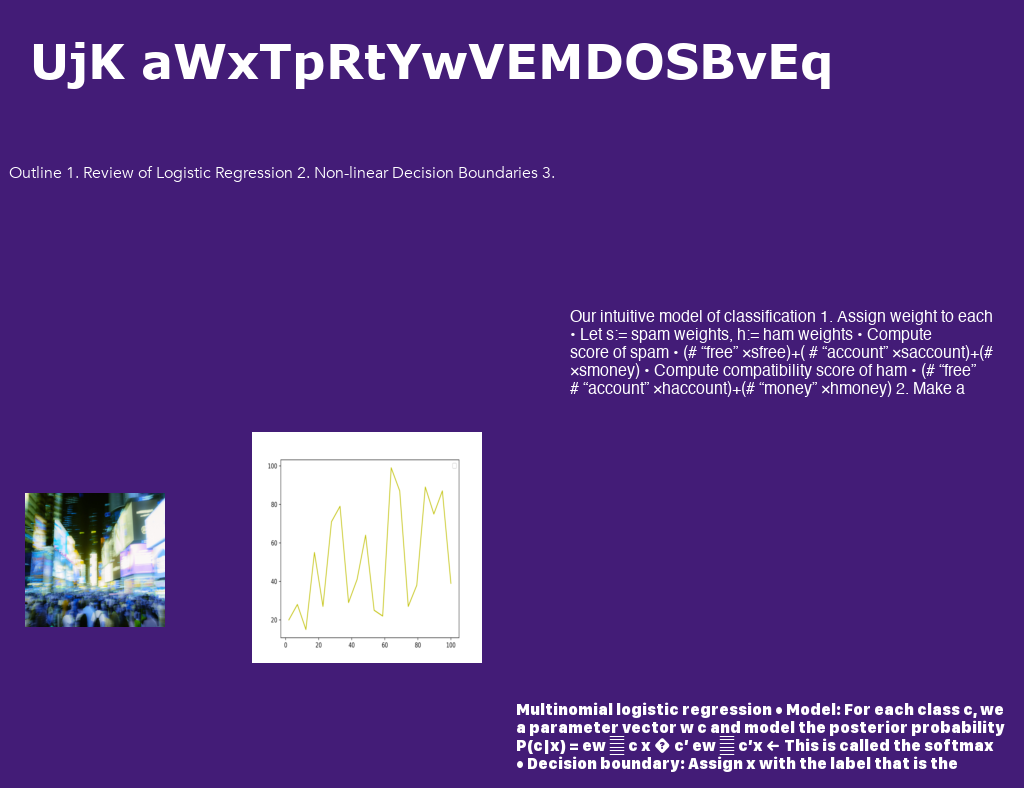 UjK aWxTpRtYwVEMDOSBvEq
Outline 1. Review of Logistic Regression 2. Non-linear Decision Boundaries 3.
Our intuitive model of classification 1. Assign weight to each
• Let s:= spam weights, h:= ham weights • Compute
score of spam • (# “free” ×sfree)+( # “account” ×saccount)+(#
×smoney) • Compute compatibility score of ham • (# “free”
# “account” ×haccount)+(# “money” ×hmoney) 2. Make a
100
80
60
40
20
0 20 40 60 80 100
Multinomial logistic regression • Model: For each class c, we
a parameter vector w c and model the posterior probability
P(c|x) = ew c x � c’ ew c’x ← This is called the softmax
• Decision boundary: Assign x with the label that is the